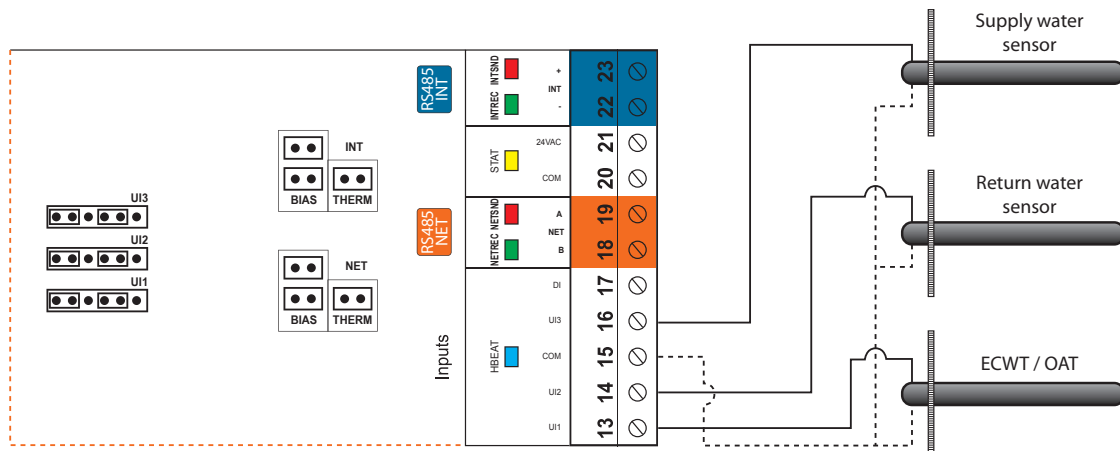 Supply water
sensor
RS485
INT
INTREC INTSND
+
INT
-
23
22
STAT
24VAC
COM
21
20
INT
BIAS THERM
UI3
UI2
UI1
Return water
sensor
RS485
NET
NETREC NETSND
A
NET
B
19
18
NET
BIAS THERM
Inputs
HBEAT
DI
UI3
COM
UI2
UI1
17
16
15
14
13
ECWT / OAT